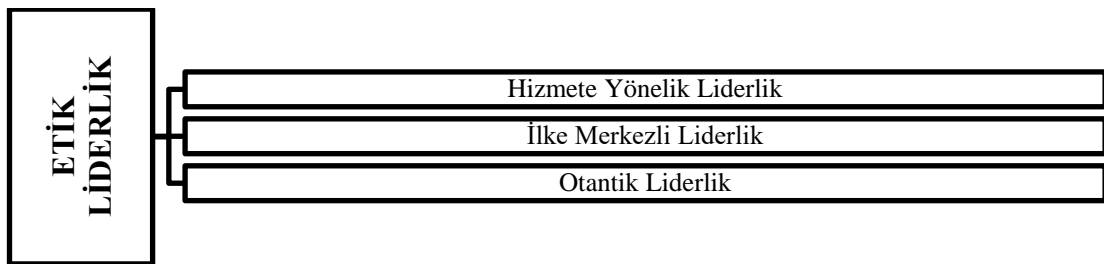 ETİK
LİDERLİK
Hizmete Yönelik Liderlik
İlke Merkezli Liderlik
Otantik Liderlik